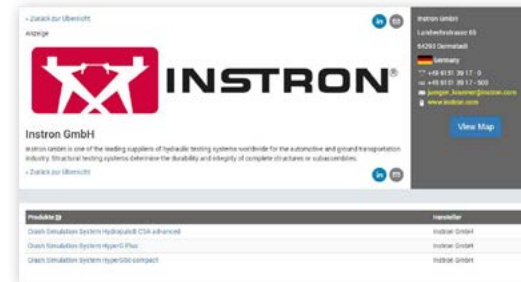 ‹ Zurück zur Übersicht
Anzeige
INSTRON®
Instron GmbH
Instron GmbH is one of the leading suppliers of hydraulic testing systems worldwide for the automotive and ground transportation
industry. Structural testing systems determine the durability and integrity of complete structures or subassemblies.
‹ Zurück zur Übersicht
Instron GmbH
Landwehrstrasse 65
64293 Darmstadt
Germany
+49 6151 39 17 - 0
+49 6151 39 17 - 500
www.instron.com
View Map
Produkte
Hersteller
Crash Simulation System Hydropuls® CSA advanced
Instron GmbH
Crash Simulation System HyperG Plus
Instron GmbH
Crash Simulation System HyperG80 compact
Instron GmbH